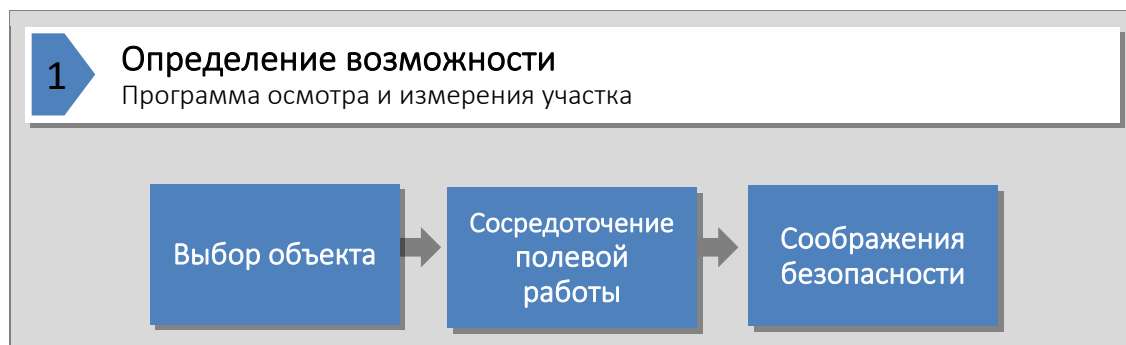 1
Определение возможности
Программа осмотра и измерения участка
Выбор объекта
Сосредоточение
полевой
работы
Соображения
безопасности